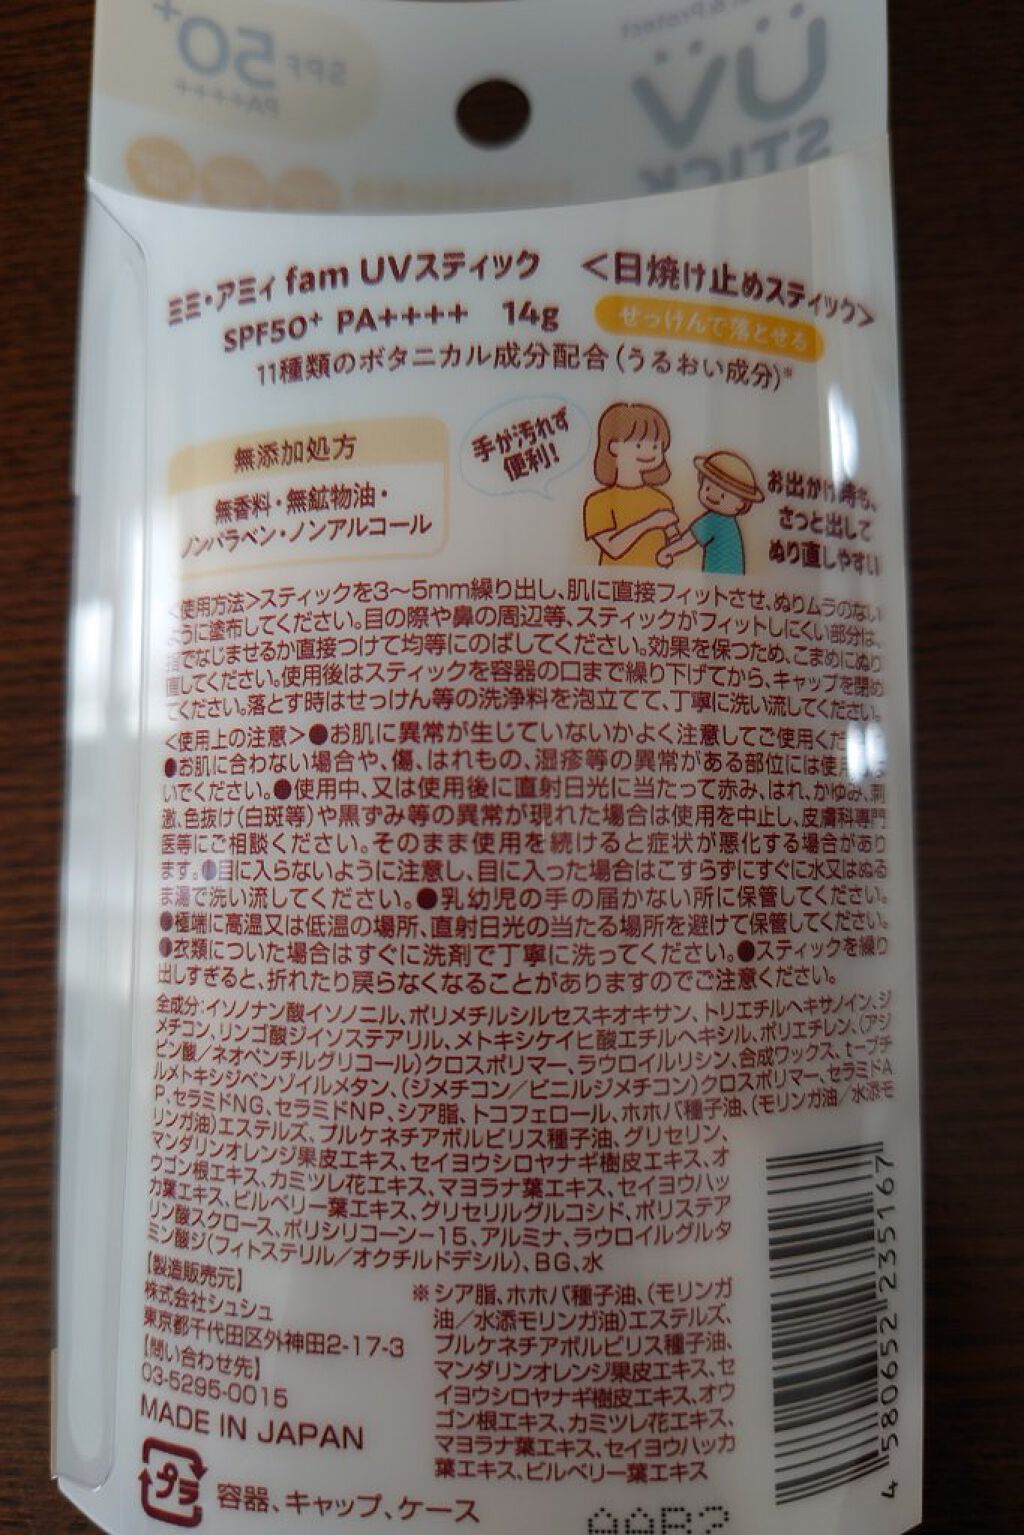 ミミ・アミィ fam UVスティック <日焼け止めスティック>
SPF50+ PA++++ 14g せっけんで落とせる
11種類のボタニカル成分配合(うるおい成分)※
無添加処方
無香料・無鉱物油・
ノンパラベン・ノンアルコール
手が汚れず
便利!
お出かけ時も、
さっと出して
ぬり直しやすい
<使用方法>スティックを3〜5mm繰り出し、肌に直接フィットさせ、ぬりムラのない
ように塗布してください。目の際や鼻の周辺等、スティックがフィットしにくい部分は、
指でなじませるか直接つけて均等にのばしてください。効果を保つため、こまめにぬり
直してください。使用後はスティックを容器の口まで繰り下げてから、キャップを閉め
てください。落とす時はせっけん等の洗浄料を泡立てて、丁寧に洗い流してください。
<使用上の注意>●お肌に異常が生じていないかよく注意してご使用くだ
●お肌に合わない場合や、傷、はれもの、湿疹等の異常がある部位には使
いでください。●使用中、又は使用後に直射日光に当たって赤み、はれ、かゆみ、刺
激、色抜け(白斑等)や黒ずみ等の異常が現れた場合は使用を中止し、皮膚科専門
医等にご相談ください。そのまま使用を続けると症状が悪化する場合があり
ます。●目に入らないように注意し、目に入った場合はこすらずにすぐに水又はぬる
ま湯で洗い流してください。●乳幼児の手の届かない所に保管してください。
●極端に高温又は低温の場所、直射日光の当たる場所を避けて保管してください。
●衣類についた場合はすぐに洗剤で丁寧に洗ってください。●スティックを繰り
出しすぎると、折れたり戻らなくなることがありますのでご注意ください。
全成分:イソノナン酸イソノニル、ポリメチルシルセスキオキサン、トリエチルヘキサノイン、ジ
メチコン、リンゴ酸ジイソステアリル、メトキシケイヒ酸エチルヘキシル、ポリエチレン、(アジ
ピン酸/ネオペンチルグリコール)クロスポリマー、ラウロイルリシン、合成ワックス、t-ブチ
ルメトキシジベンゾイルメタン、(ジメチコン/ビニルジメチコン)クロスポリマー、セラミドA
P、セラミドNG、セラミドNP、シア脂、トコフェロール、ホホバ種子油、(モリンガ油/水添モ
リンガ油)エステルズ、プルケネチアボルビリス種子油、グリセリン、
マンダリンオレンジ果皮エキス、セイヨウシロヤナギ樹皮エキス、オ
ウゴン根エキス、カミツレ花エキス、マヨラナ葉エキス、セイヨウハッ
カ葉エキス、ビルベリー葉エキス、グリセリルグルコシド、ポリステア
リン酸スクロース、ポリシリコーン-15、アルミナ、ラウロイルグルタ
ミン酸ジ(フィトステリル/オクチルドデシル)、BG、水
【製造販売元】
株式会社シュシュ
東京都千代田区外神田2-17-3
【問い合わせ先】
03-5295-0015
MADE IN JAPAN
プラ
容器、キャップ、ケース
※シア脂、ホホバ種子油、(モリンガ
油/水添モリンガ油)エステルズ、
プルケネチアボルビリス種子油、
マンダリンオレンジ果皮エキス、セ
イヨウシロヤナギ樹皮エキス、オウ
ゴン根エキス、カミツレ花エキス、
マヨラナ葉エキス、セイヨウハッカ
葉エキス、ビルベリー葉エキス
4 580652 235167
SPF 50+
PA++++
UV
STICK